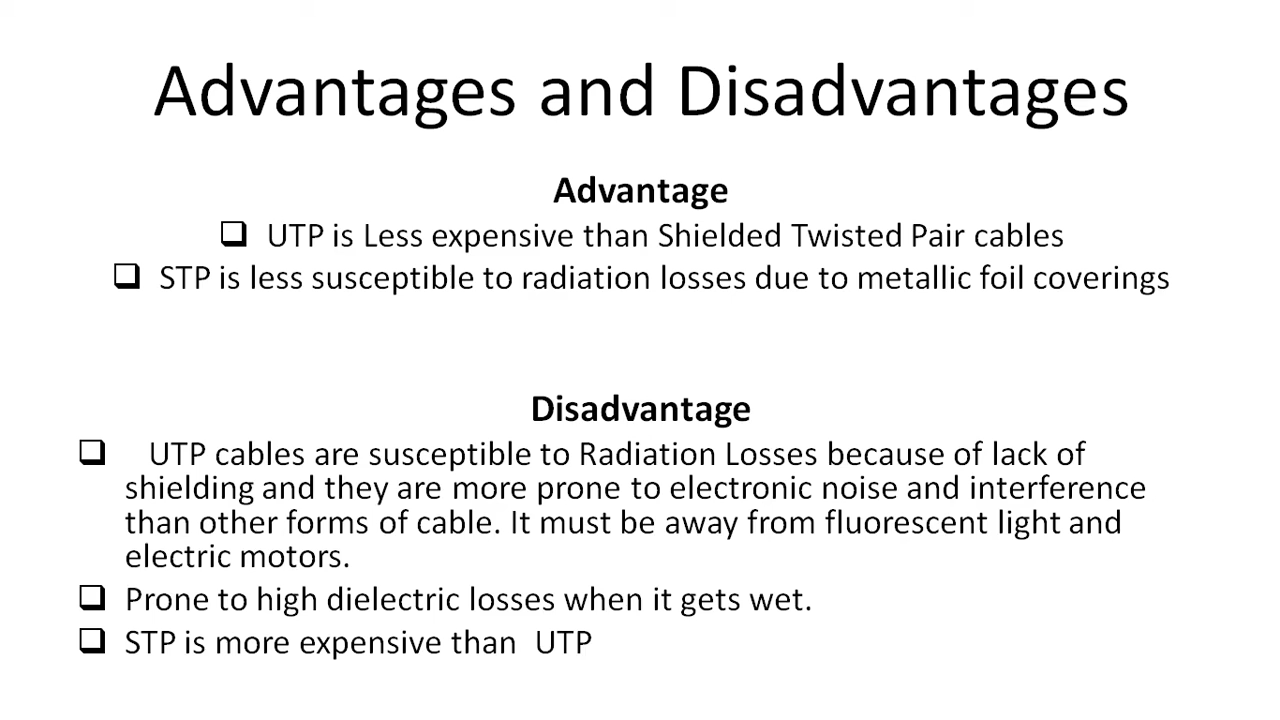 Advantages and Disadvantages
Advantage
❑ UTP is Less expensive than Shielded Twisted Pair cables
❑ STP is less susceptible to radiation losses due to metallic foil coverings
Disadvantage
❑ UTP cables are susceptible to Radiation Losses because of lack of
shielding and they are more prone to electronic noise and interference
than other forms of cable. It must be away from fluorescent light and
electric motors.
❑ Prone to high dielectric losses when it gets wet.
❑ STP is more expensive than  UTP